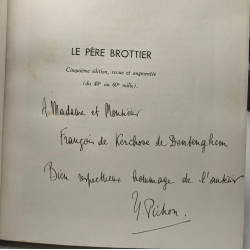 LE PÈRE BROTTIER
Cinquième édition, revue et augmentée
(du 49e au 60e mille).
A Madame et Monsieur
François de Kerchove de Denterghem
Bien respectueux hommage de l'auteur
Y. Pichon.